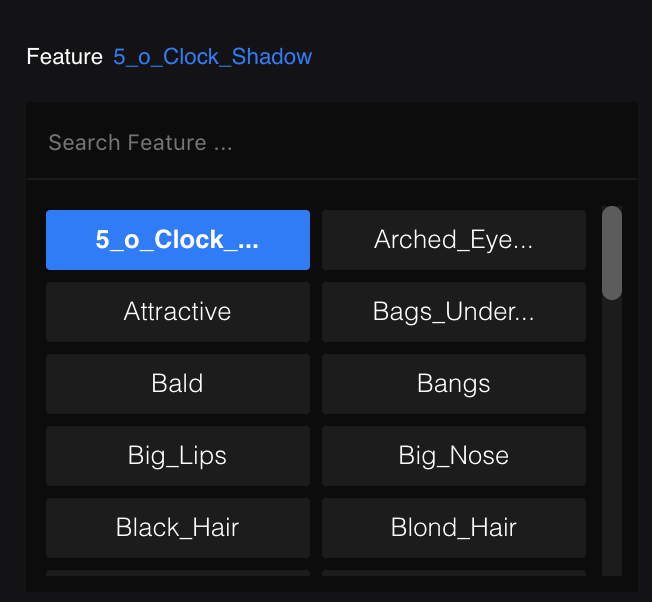 Feature 5_o_Clock_Shadow
Search Feature ...
5_o_Clock_... Arched_Eye...
Attractive Bags_Under...
Bald Bangs
Big_Lips Big_Nose
Black_Hair Blond_Hair